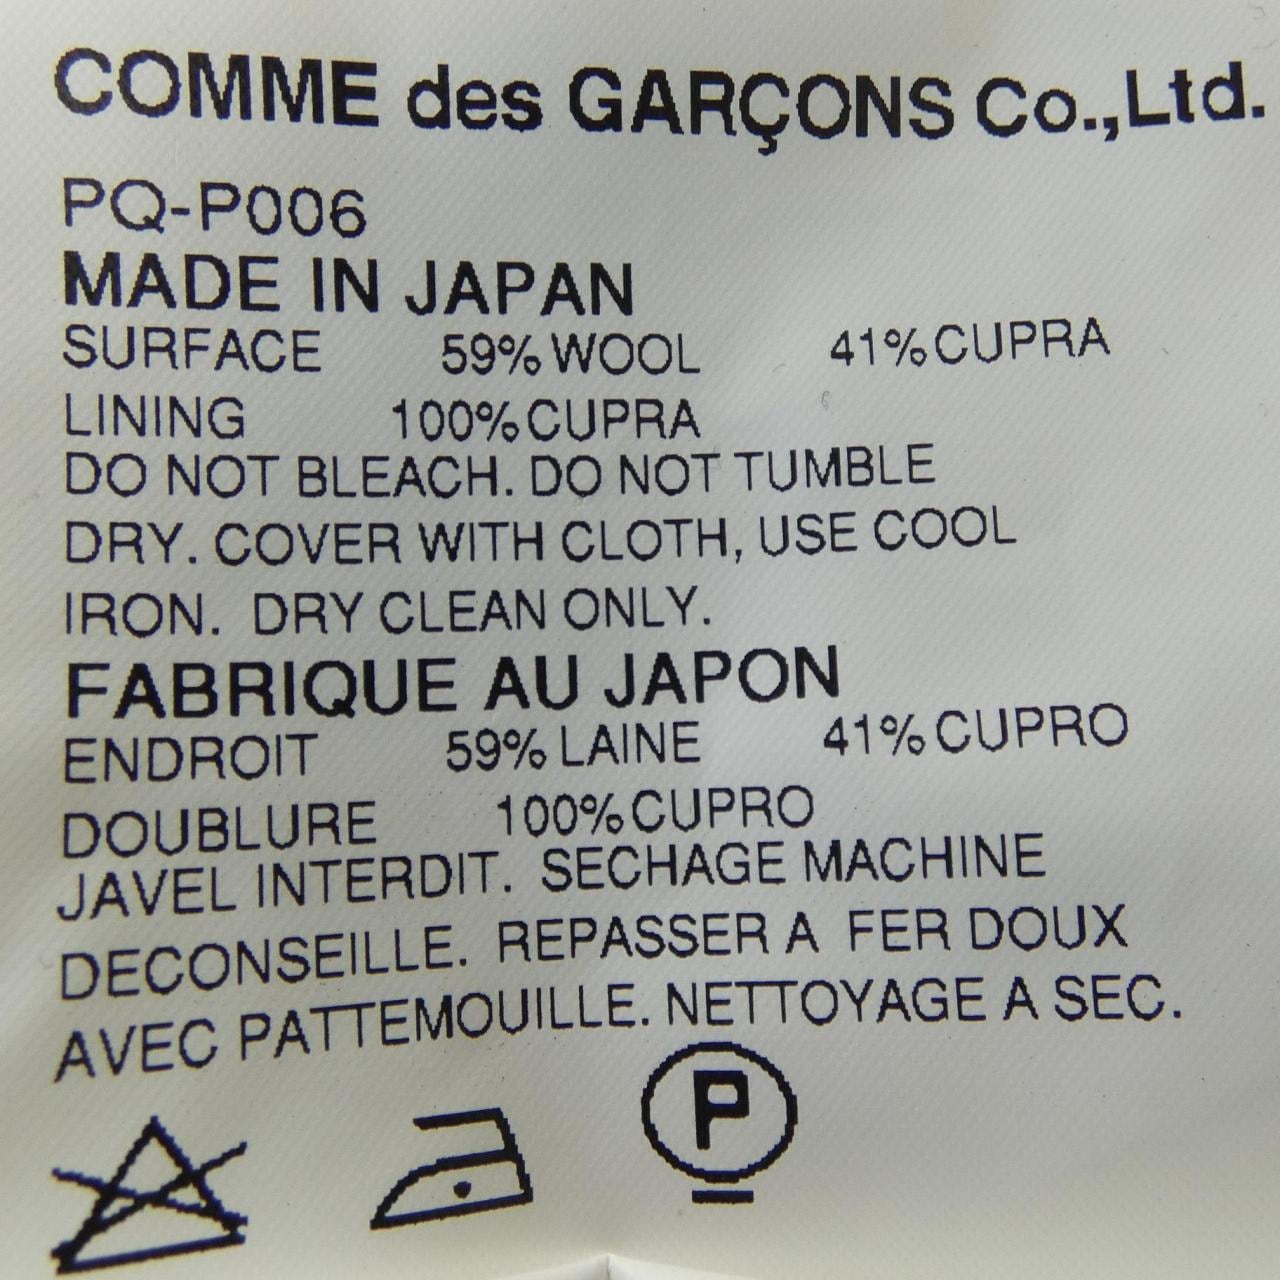 COMME des GARÇONS Co.,Ltd.
PQ-P006
MADE IN JAPAN
SURFACE 59% WOOL 41% CUPRA
LINING 100% CUPRA
DO NOT BLEACH. DO NOT TUMBLE
DRY. COVER WITH CLOTH, USE COOL
IRON. DRY CLEAN ONLY.
FABRIQUE AU JAPON
ENDROIT 59% LAINE 41% CUPRO
DOUBLURE 100% CUPRO
JAVEL INTERDIT. SECHAGE MACHINE
DECONSEILLE. REPASSER A FER DOUX
AVEC PATTEMOUILLE. NETTOYAGE A SEC.
P